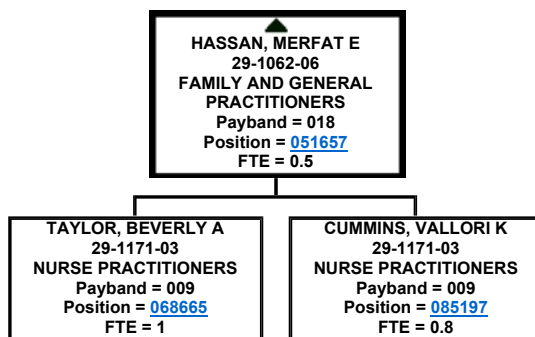 HASSAN, MERFAT E
29-1062-06
FAMILY AND GENERAL
PRACTITIONERS
Payband = 018
Position = 051657
FTE = 0.5
TAYLOR, BEVERLY A
29-1171-03
NURSE PRACTITIONERS
Payband = 009
Position = 068665
FTE = 1
CUMMINS, VALLORI K
29-1171-03
NURSE PRACTITIONERS
Payband = 009
Position = 085197
FTE = 0.8